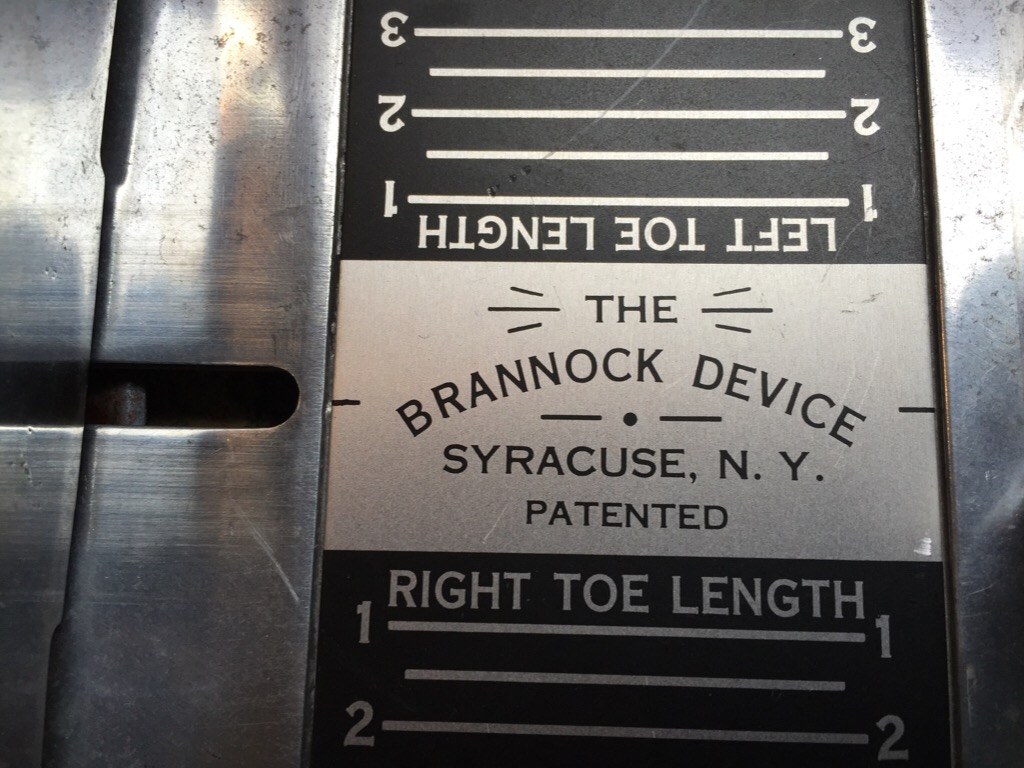 3 3
2 2
1 1
LEFT TOE LENGTH
THE
BRANNOCK DEVICE
SYRACUSE, N. Y.
PATENTED
RIGHT TOE LENGTH
1 1
2 2